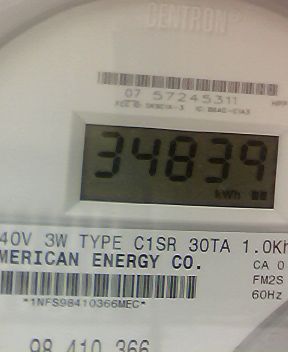 CENTRON®
07 57245311
34839
kWh
40V 3W TYPE C1SR 30TA 1.0Kh
MERICAN ENERGY CO.
CA 0
FM2S
60Hz
*1NFS98410366MEC*
98 410 366